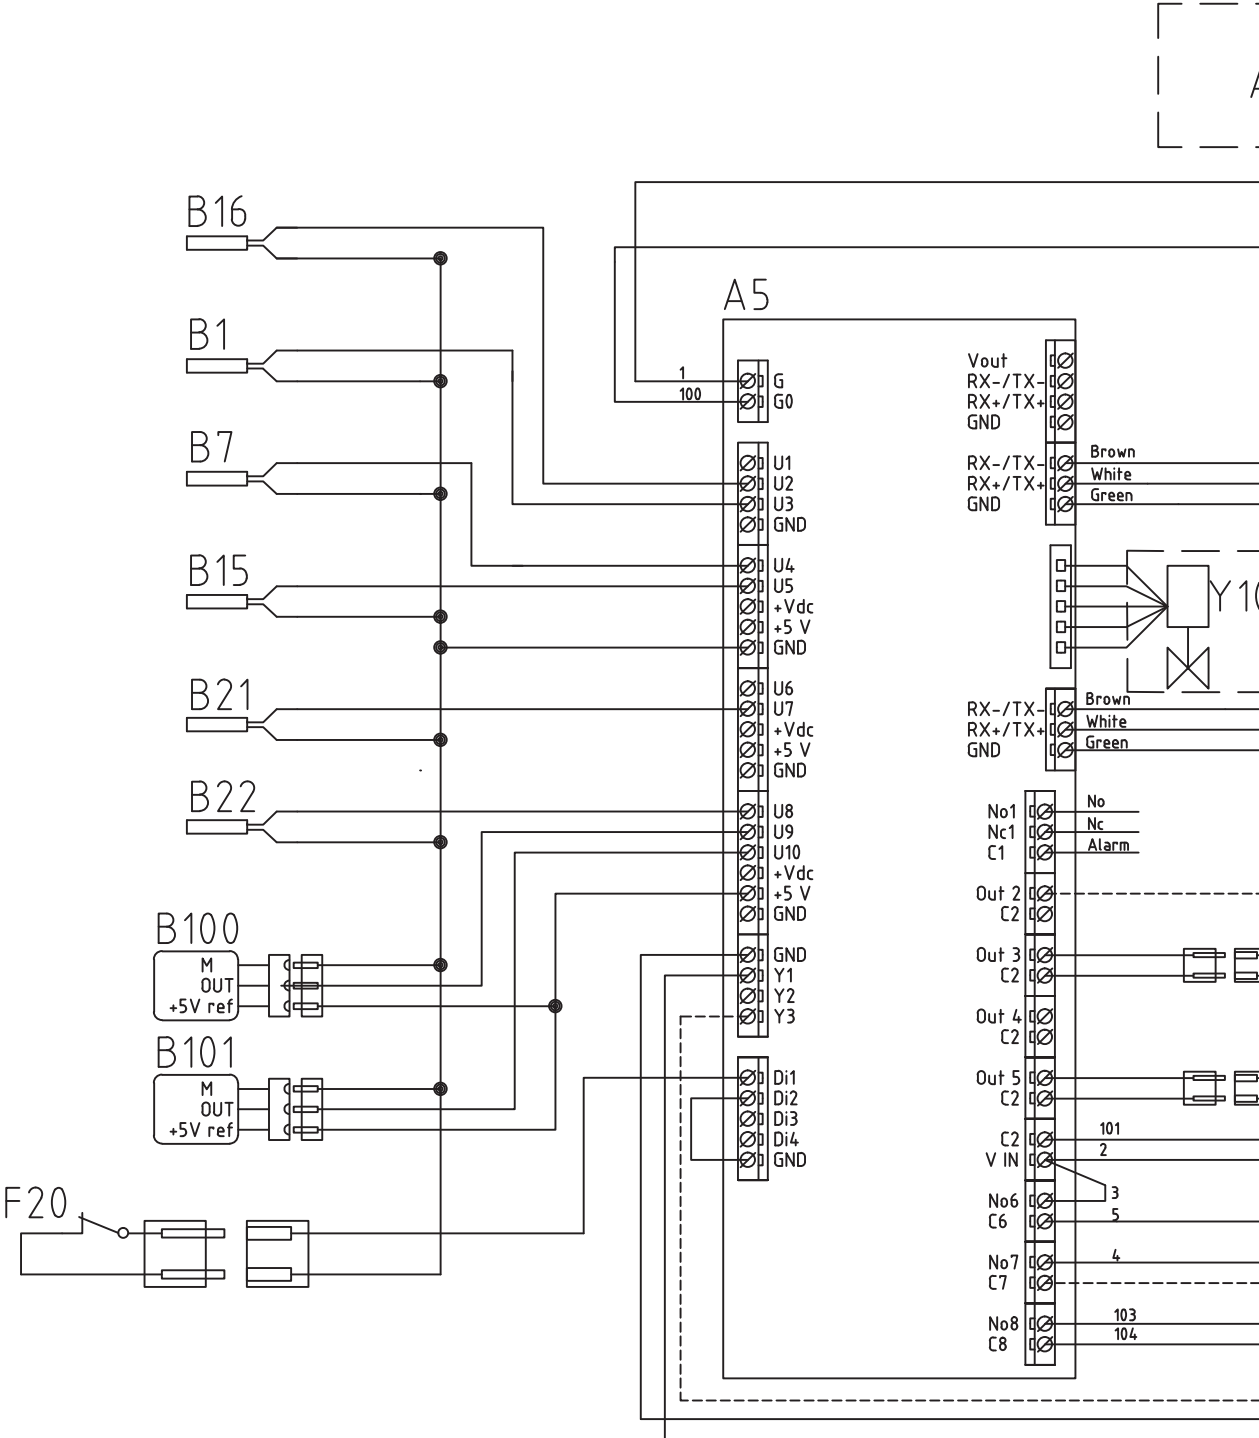 B16
B1
B7
B15
B21
B22
B100
M
OUT
+5V ref
B101
M
OUT
+5V ref
F20
A5
1
100
G
G0
U1
U2
U3
GND
U4
U5
+Vdc
+5 V
GND
U6
U7
+Vdc
+5 V
GND
U8
U9
U10
+Vdc
+5 V
GND
GND
Y1
Y2
Y3
Di1
Di2
Di3
Di4
GND
Vout
RX-/TX-
RX+/TX+
GND
RX-/TX-
RX+/TX+
GND
Brown
White
Green
RX-/TX-
RX+/TX+
GND
Brown
White
Green
No1
Nc1
C1
No
Nc
Alarm
Out 2
C2
Out 3
C2
Out 4
C2
Out 5
C2
C2
V IN
101
2
No6
C6
3
5
No7
C7
4
No8
C8
103
104